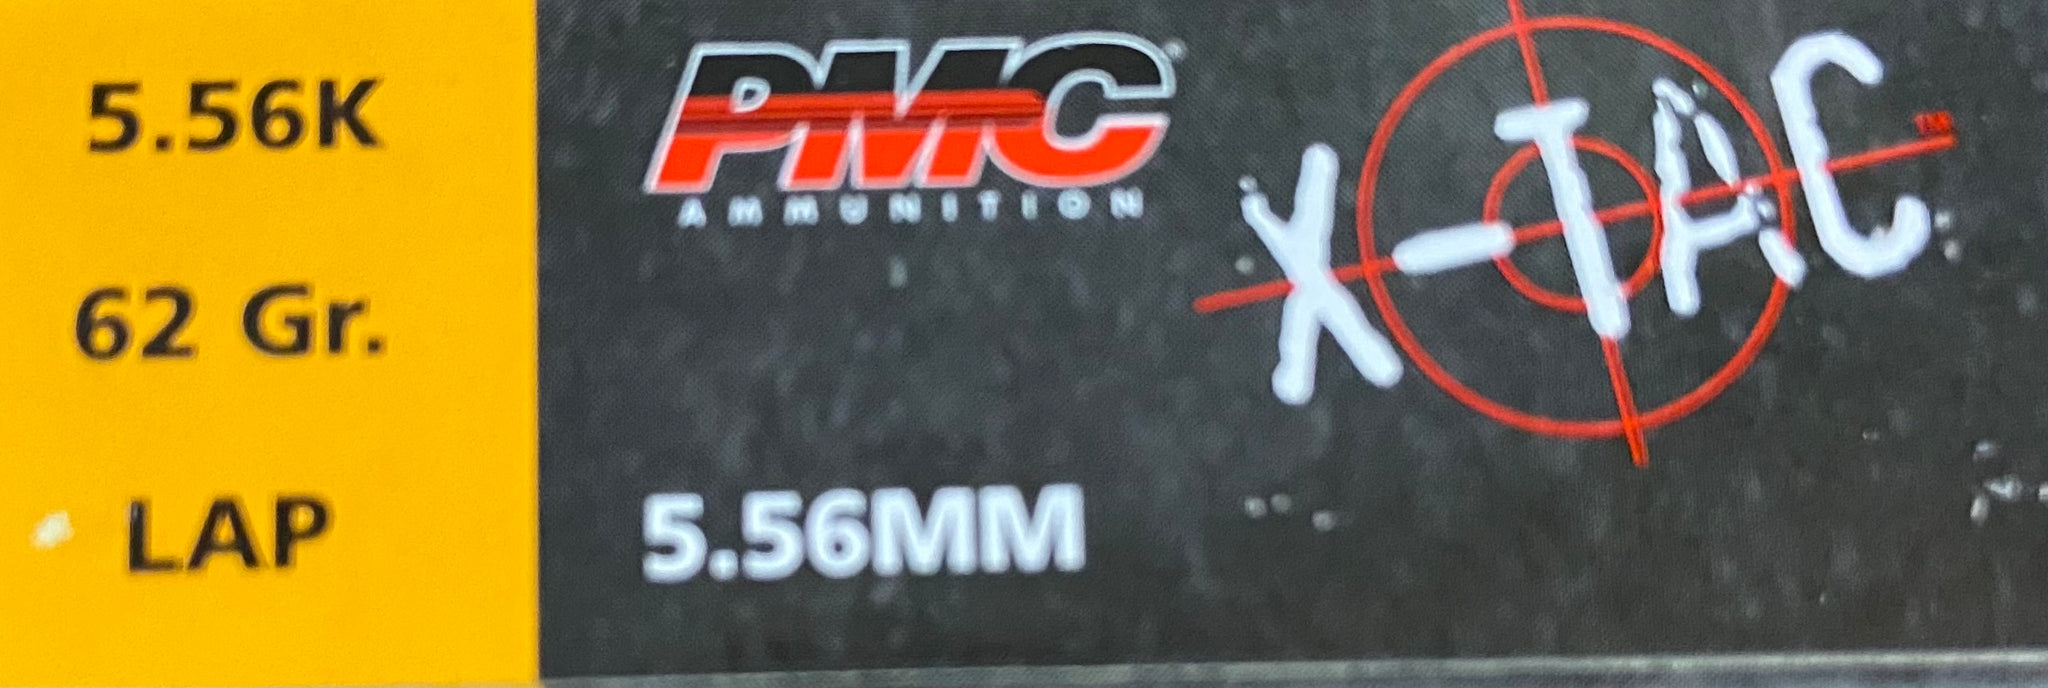 5.56K
62 Gr.
LAP
PMC
AMMUNITION
X-TAC
5.56MM